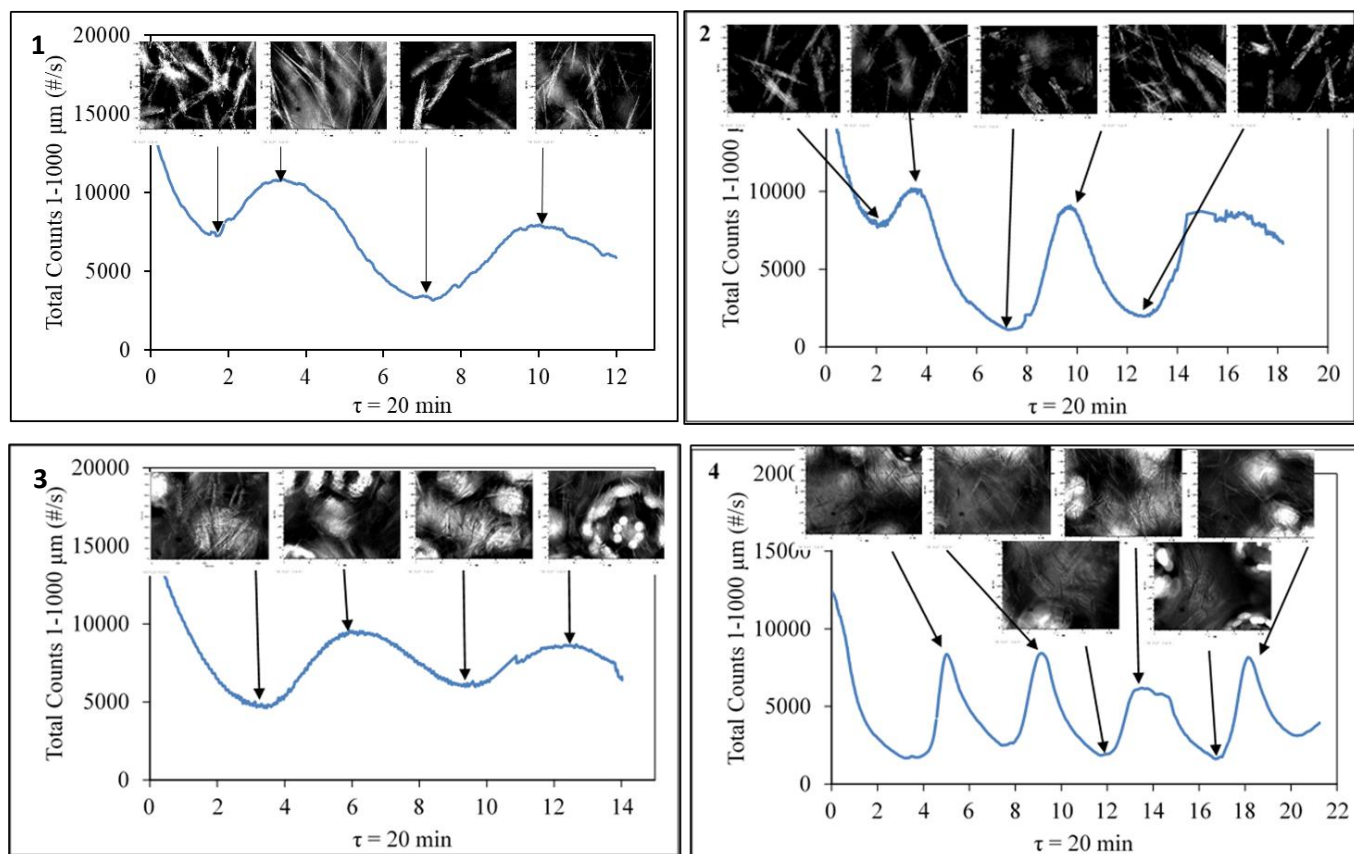 1
Total Counts 1-1000 µm (#/s)
20000
15000
10000
5000
0
0 2 4 6 8 10 12
τ = 20 min
2
Total Counts 1-1000 µ
10000
5000
0
0 2 4 6 8 10 12 14 16 18 20
τ = 20 min
3
Total Counts 1-1000 µm (#/s)
20000
15000
10000
5000
0
0 2 4 6 8 10 12 14
τ = 20 min
4
Total Counts 1-1000 µm (#/s)
2000
15000
10000
5000
0
0 2 4 6 8 10 12 14 16 18 20 22
τ = 20 min